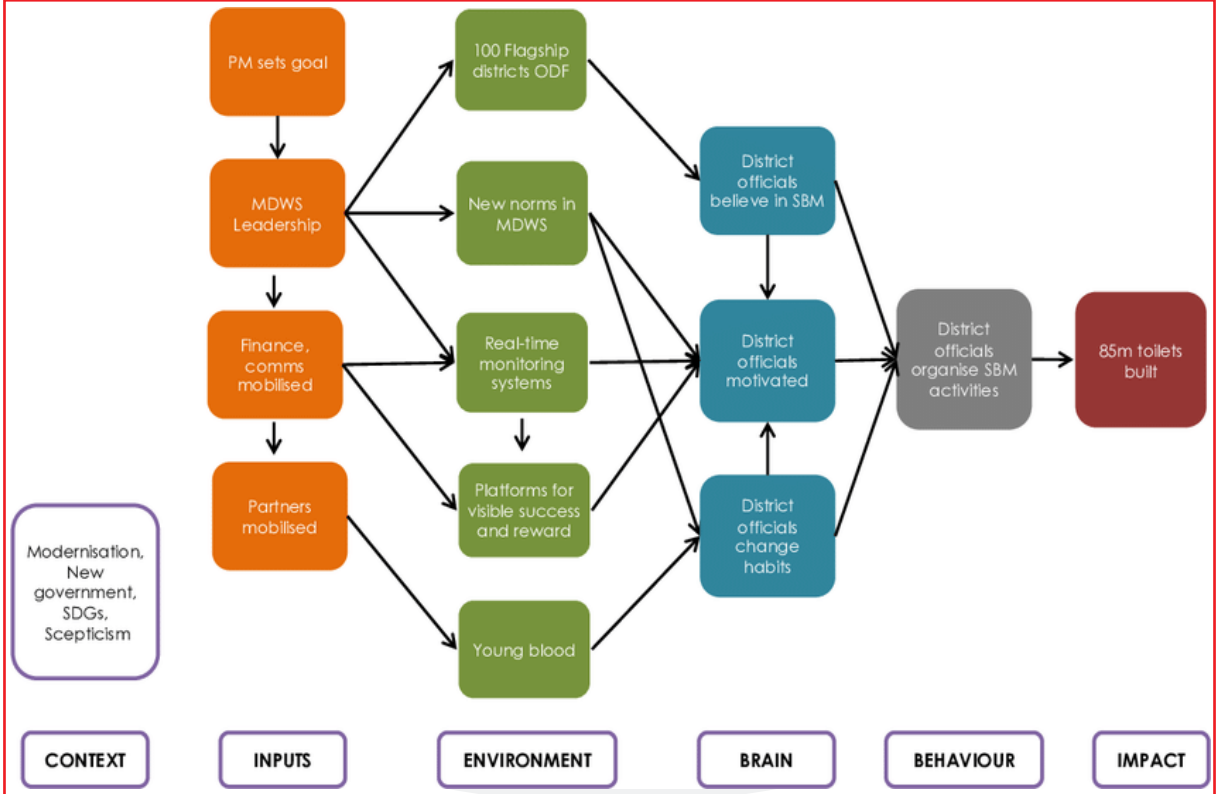 PM sets goal
100 Flagship
districts ODF
MDWS
Leadership
New norms in
MDWS
District
officials
believe in SBM
Finance,
comms
mobilised
Real-time
monitoring
systems
District
officials
motivated
District
officials
organise SBM
activities
85m toilets
built
Partners
mobilised
Platforms for
visible success
and reward
District
officials
change
habits
Modernisation,
New
government,
SDGs,
Scepticism
Young blood
CONTEXT
INPUTS
ENVIRONMENT
BRAIN
BEHAVIOUR
IMPACT